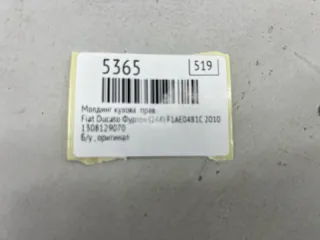 5365
519
Молдинг кузова прав.
Fiat Ducato Фургон (244) F1AE0481C 2010
1308129070
Б/у, оригинал